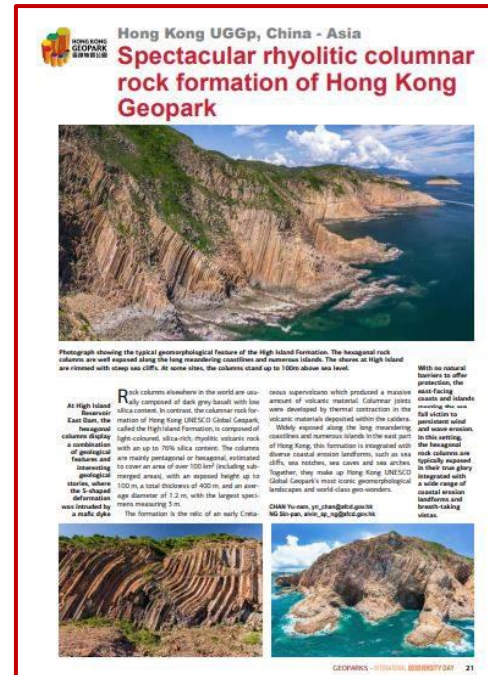 HONG KONG
GEOPARK
香港地質公園
Hong Kong UGGp, China - Asia
Spectacular rhyolitic columnar
rock formation of Hong Kong
Geopark
Photograph showing the typical geomorphological feature of the High Island Formation. The hexagonal rock
columns are well exposed along the long meandering coastlines and numerous islands. The shores at High Island
are rimmed with steep sea cliffs. At some sites, the columns stand up to 100m above sea level.
At High Island
Reservoir
East Dam, the
hexagonal
columns display
a combination
of geological
features and
interesting
geological
stories, where
the S-shaped
deformation
was intruded by
a mafic dyke
Rock columns elsewhere in the world are usu-
ally composed of dark grey basalt with low
silica content. In contrast, the columnar rock for-
mation of Hong Kong UNESCO Global Geopark,
called the High Island Formation, is composed of
light-coloured, silica-rich, rhyolitic volcanic rock
with an up to 76% silica content. The columns
are mainly pentagonal or hexagonal, estimated
to cover an area of over 100 km² (including sub-
merged areas), with an exposed height up to
100 m, a total thickness of 400 m, and an aver-
age diameter of 1.2 m, with the largest speci-
mens measuring 3 m.
The formation is the relic of an early Creta-
ceous supervolcano which produced a massive
amount of volcanic material. Columnar joints
were developed by thermal contraction in the
volcanic materials deposited within the caldera.
Widely exposed along the long meandering
coastlines and numerous islands in the east part
of Hong Kong, this formation is integrated with
diverse coastal erosion landforms, such as sea
cliffs, sea notches, sea caves and sea arches.
Together, they make up Hong Kong UNESCO
Global Geopark's most iconic geomorphological
landscapes and world-class geo-wonders.
CHAN Yu-nam, yn_chan@afcd.gov.hk
NG Sin-pan, alvin_sp_ng@afcd.gov.hk
With no natural
barriers to offer
protection, the
east-facing
coasts and islands
meeting the sea
fall victim to
persistent wind
and wave erosion.
In this setting,
the hexagonal
rock columns are
typically exposed
in their true glory
integrated with
a wide range of
coastal erosion
landforms and
breath-taking
vistas.
GEOPARKS - INTERNATIONAL GEODIVERSITY DAY 21